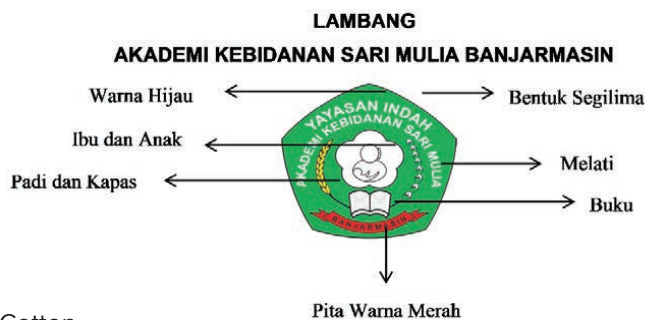 LAMBANG
AKADEMI KEBIDANAN SARI MULIA BANJARMASIN
Warna Hijau
Bentuk Segilima
YAYASAN INDAH
AKADEMI KEBIDANAN SARI MULIA
Ibu dan Anak
Melati
Padi dan Kapas
Buku
BANJARMASIN
Pita Warna Merah